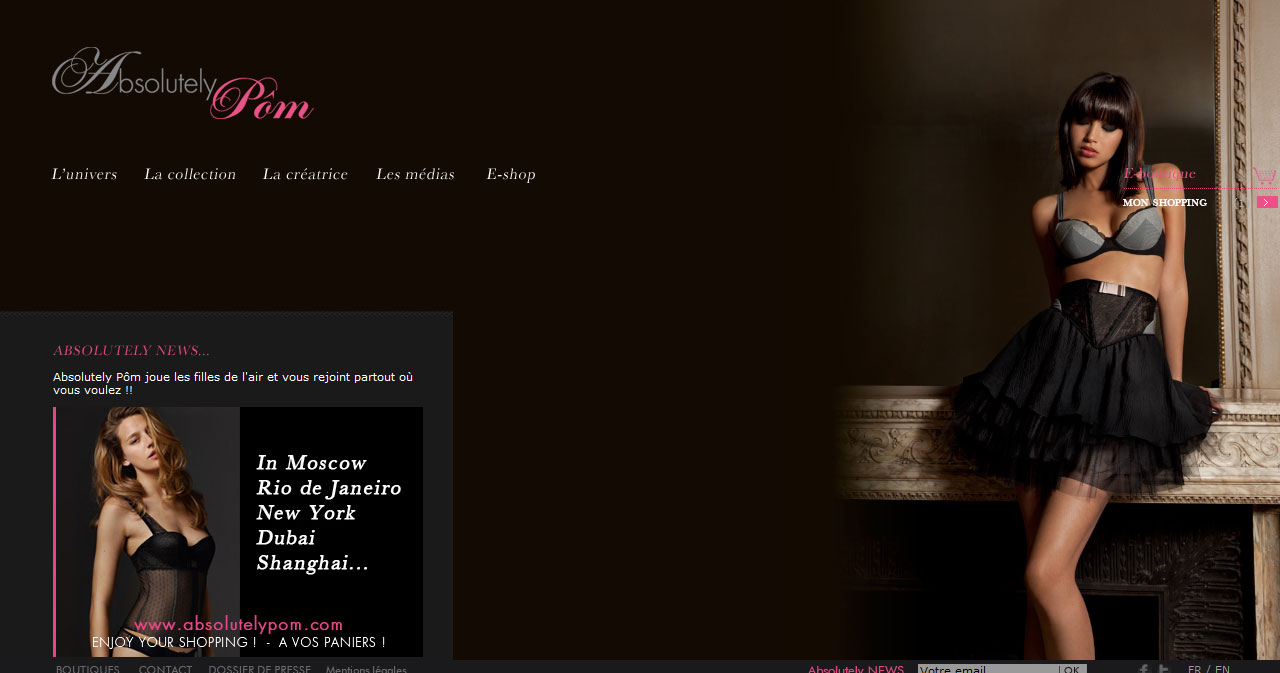 Absolutely
Pôm
L'univers La collection La créatrice Les médias E-shop
E-boutique
MON SHOPPING
ABSOLUTELY NEWS...
Absolutely Pôm joue les filles de l'air et vous rejoint partout où
vous voulez !!
In Moscow
Rio de Janeiro
New York
Dubai
Shanghai...
www.absolutelypom.com
ENJOY YOUR SHOPPING ! - A VOS PANIERS !
BOUTIQUES CONTACT DOSSIER DE PRESSE Mentions légales Absolutely NEWS Votre email OK FR / EN